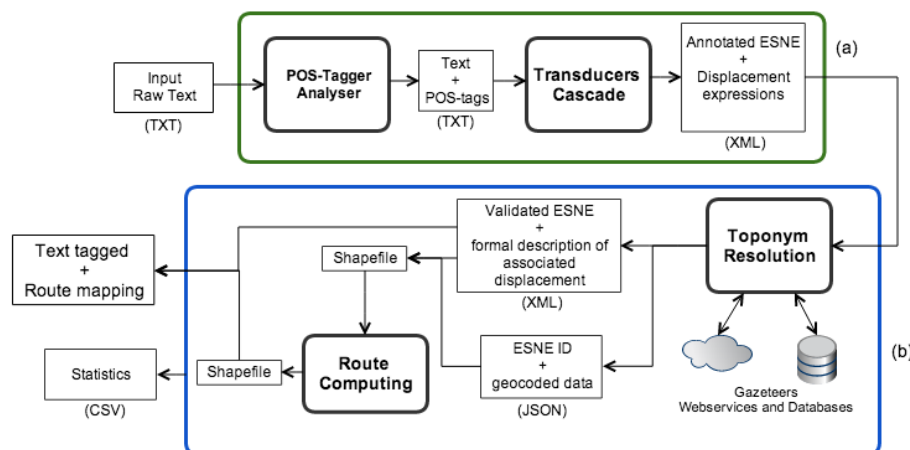 Input
Raw Text
(TXT)
POS-Tagger
Analyser
Text
+
POS-tags
(TXT)
Transducers
Cascade
Annotated ESNE
+
Displacement
expressions
(XML)
(a)
Text tagged
+
Route mapping
Shapefile
Validated ESNE
+
formal description of
associated
displacement
(XML)
Toponym
Resolution
Statistics
(CSV)
Shapefile
Route
Computing
ESNE ID
+
geocoded data
(JSON)
Gazeteers
Webservices and Databases
(b)